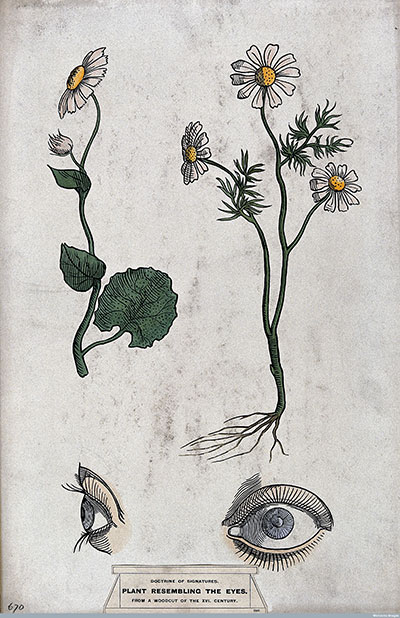 DOCTRINE OF SIGNATURES.
PLANT RESEMBLING THE EYES.
FROM A WOODCUT OF THE XVI. CENTURY.
670